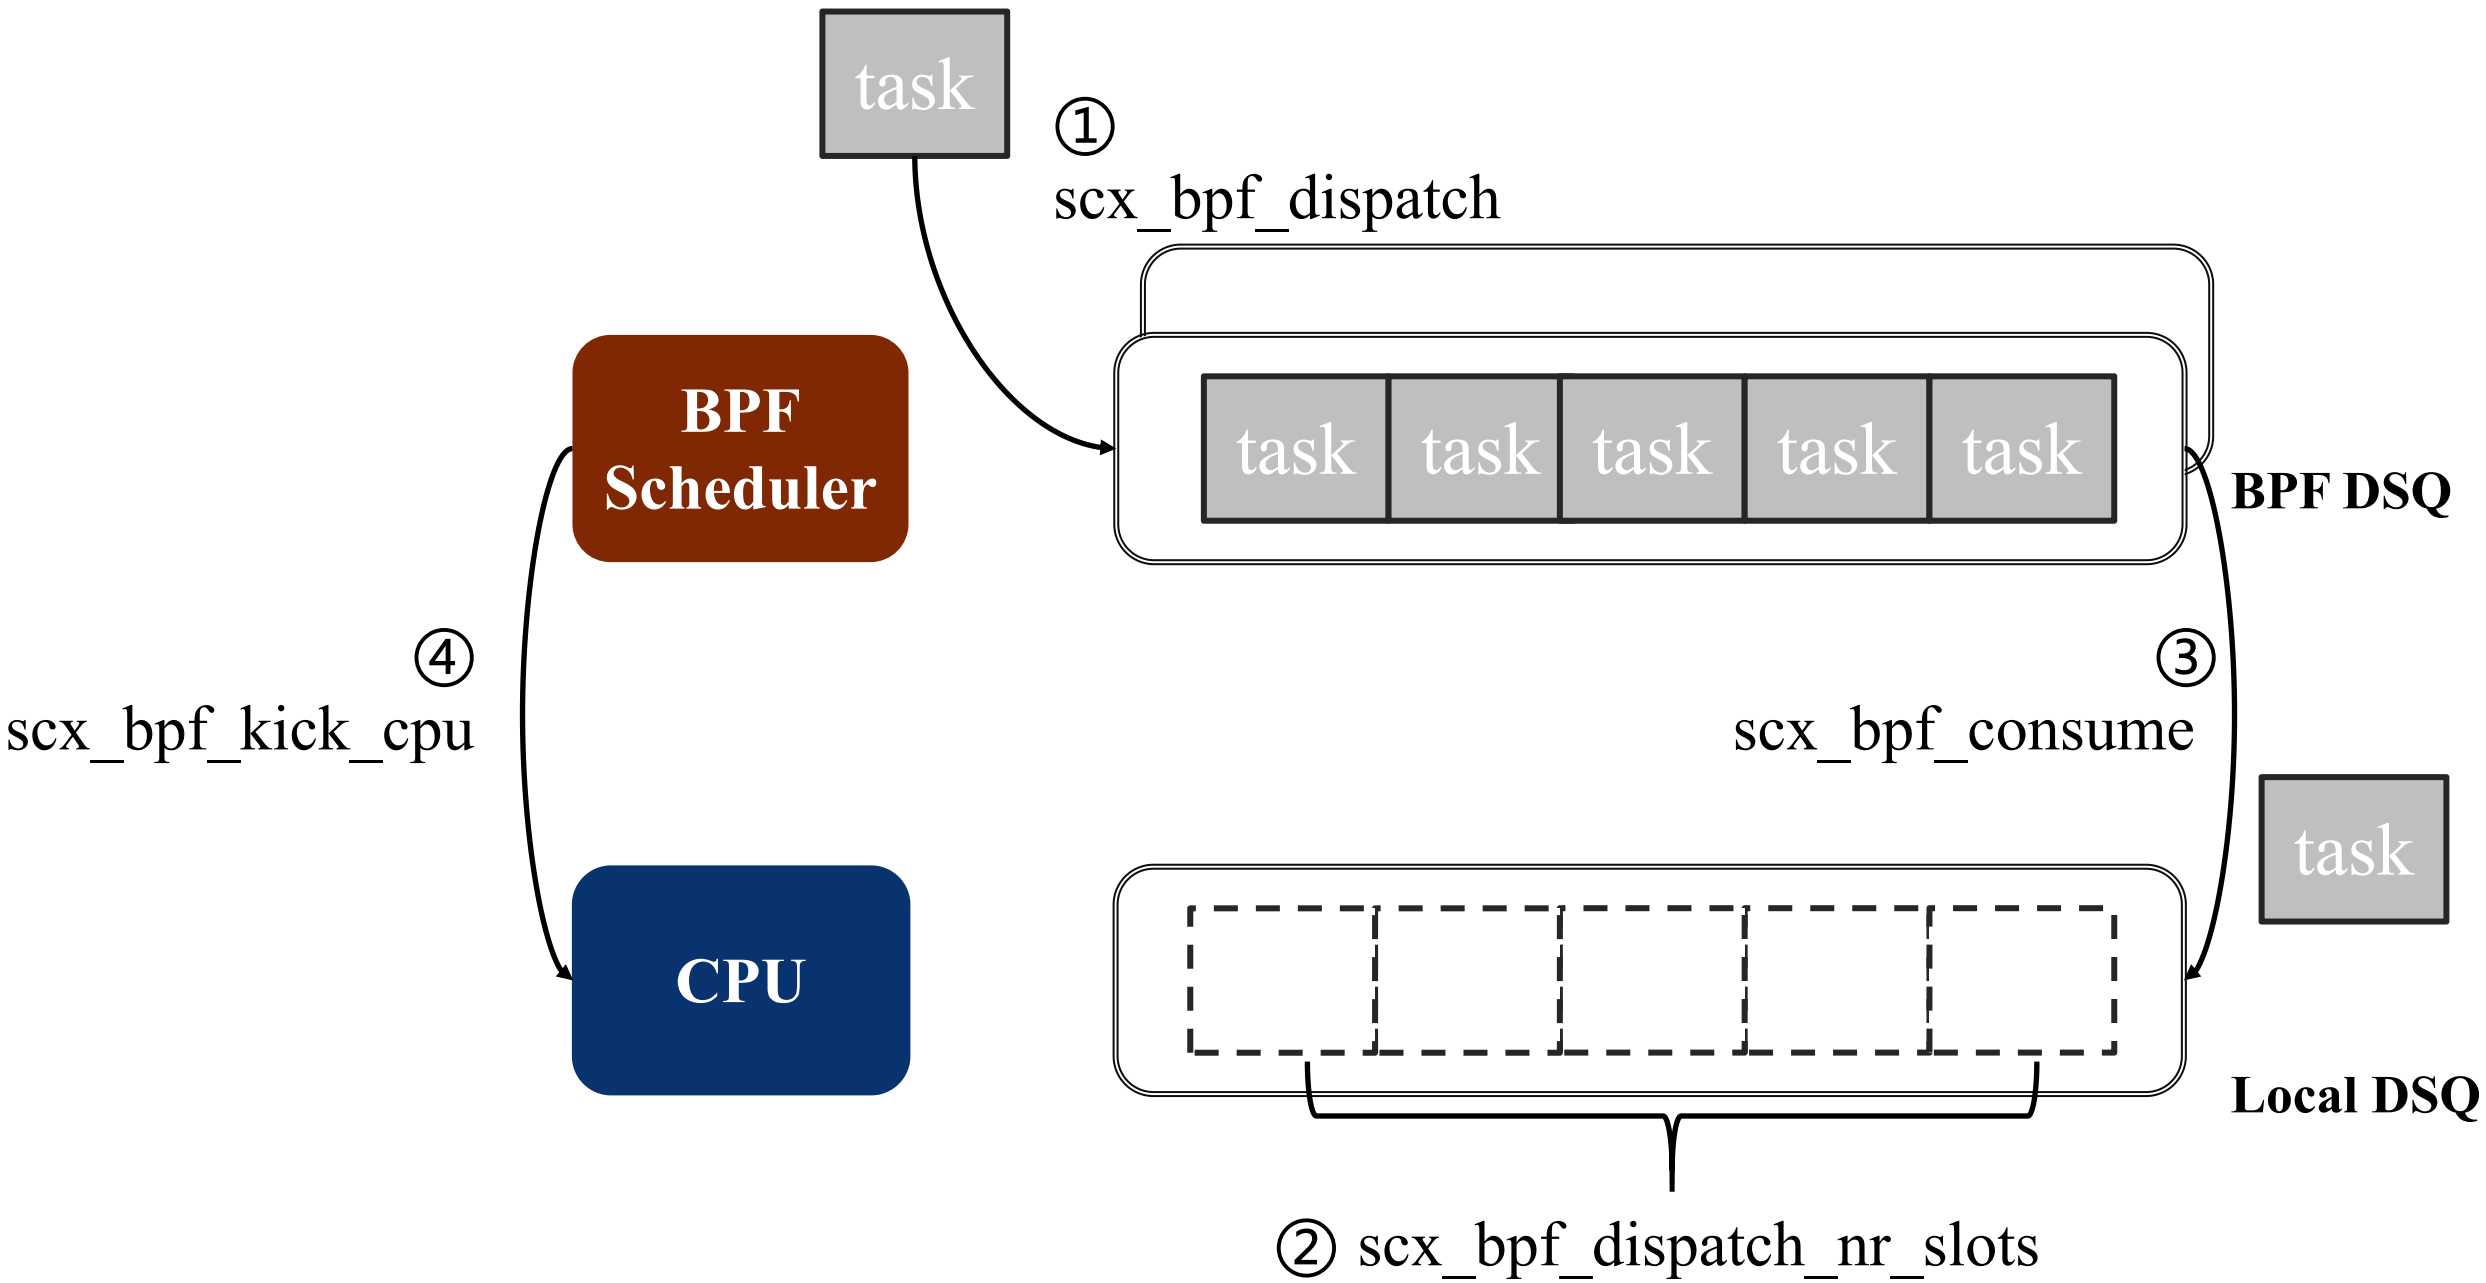 task
①
scx_bpf_dispatch
BPF
Scheduler
task task task task task
BPF DSQ
④
scx_bpf_kick_cpu
③
scx_bpf_consume
task
CPU
Local DSQ
② scx_bpf_dispatch_nr_slots